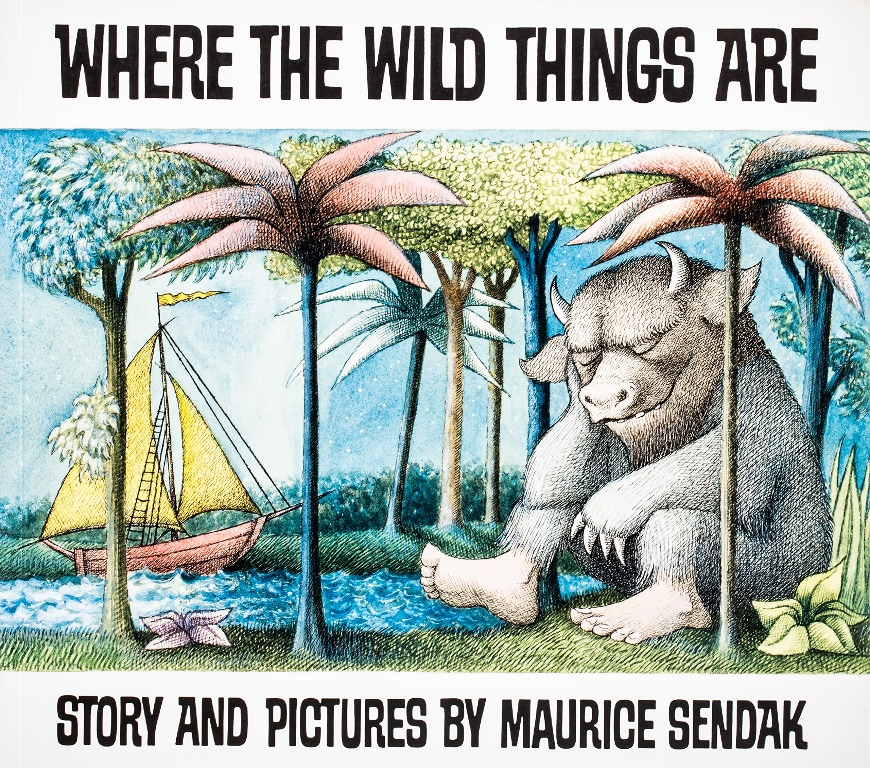 WHERE THE WILD THINGS ARE
STORY AND PICTURES BY MAURICE SENDAK